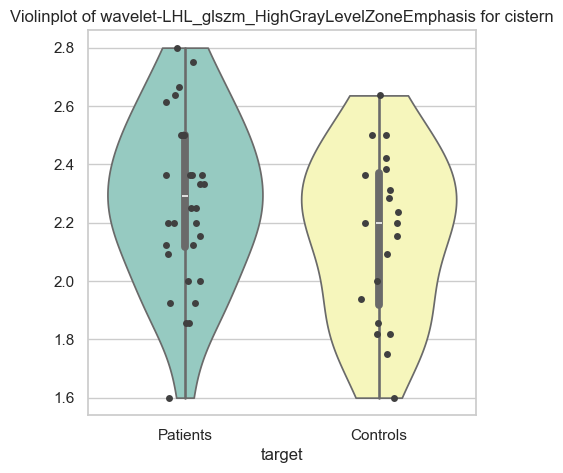 Violinplot of wavelet-LHL_glszm_HighGrayLevelZoneEmphasis for cistern
2.8
2.6
2.4
2.2
2.0
1.8
1.6
Patients Controls
target